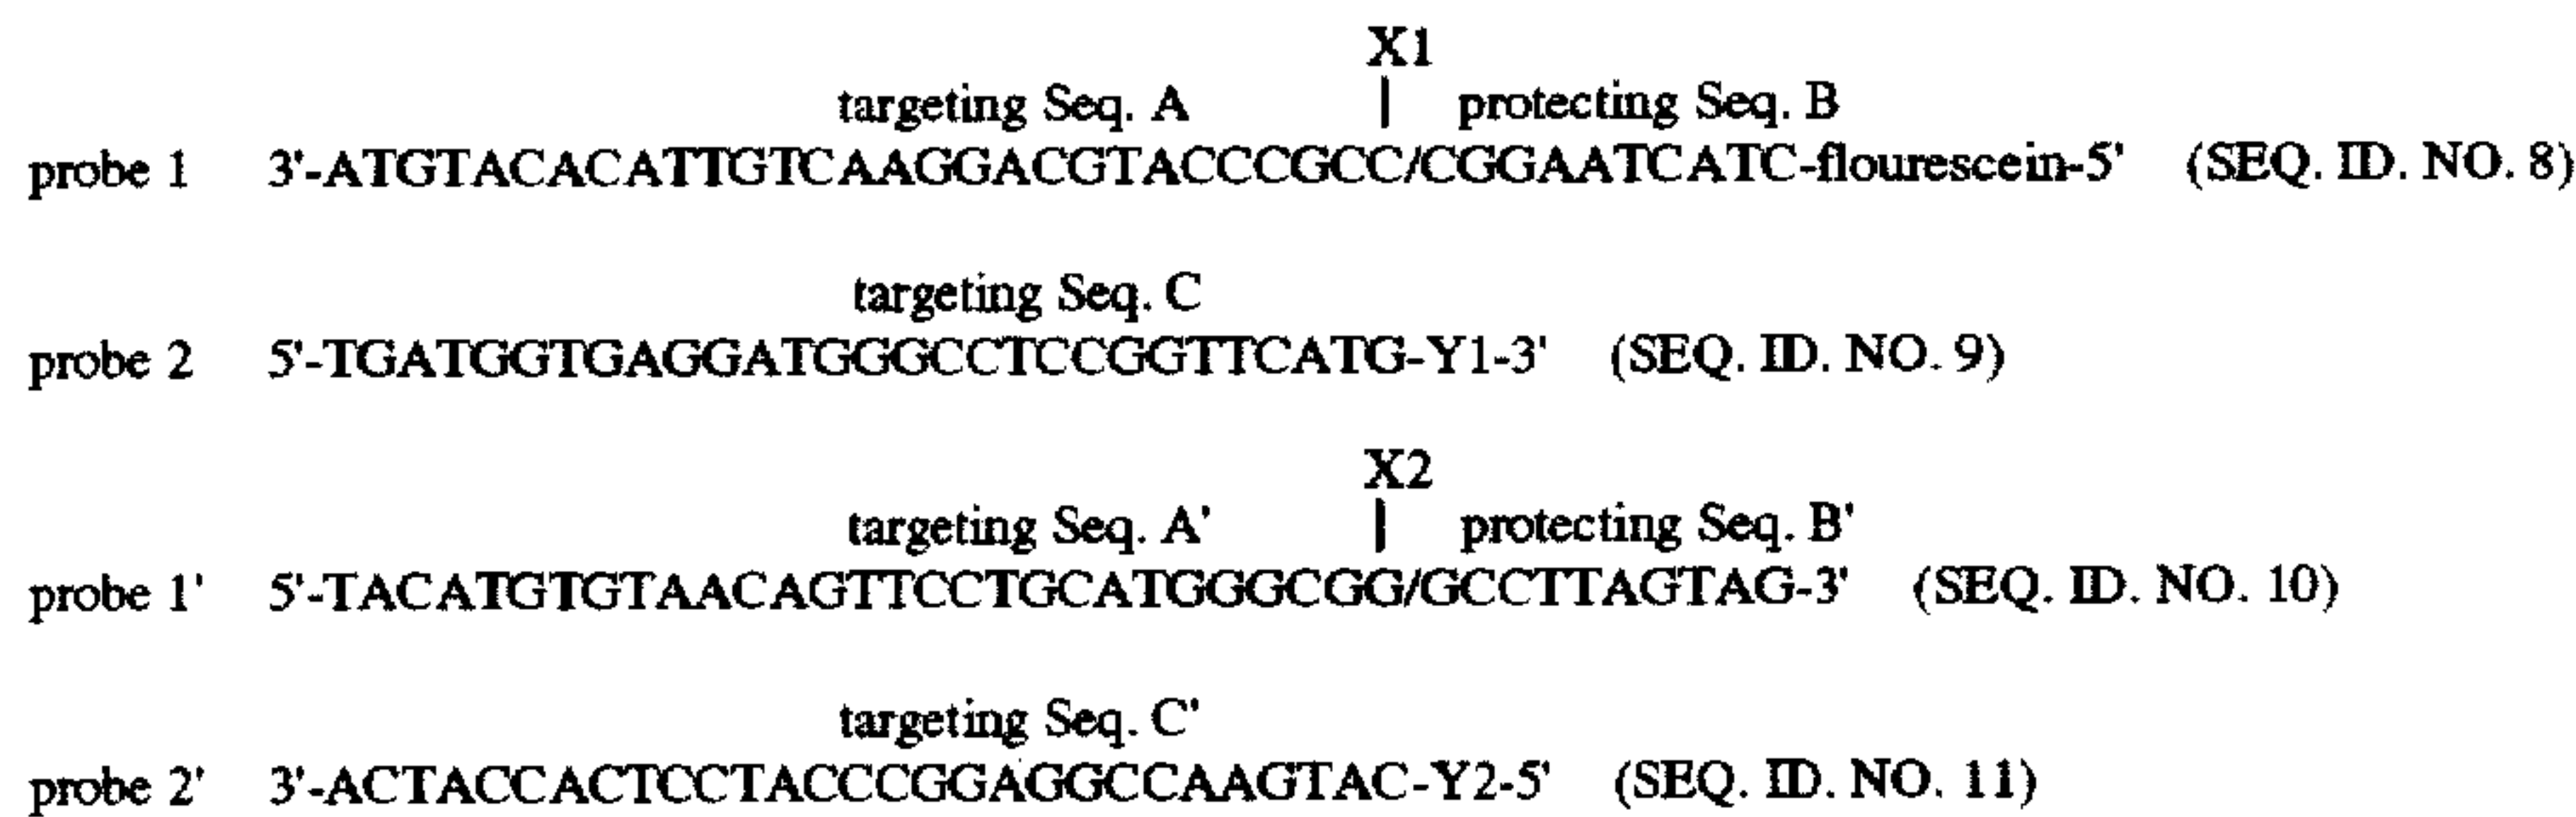 X1
targeting Seq. A | protecting Seq. B
probe 1 3'-ATGTACACATTGTCAAGGACGTACCCGCC/CGGAATCATC-flourescein-5' (SEQ. ID. NO. 8)
targeting Seq. C
probe 2 5'-TGATGGTGAGGATGGGCCTCCGGTTCATG-Y1-3' (SEQ. ID. NO. 9)
X2
targeting Seq. A' | protecting Seq. B'
probe 1' 5'-TACATGTGTAACAGTTCCTGCATGGGCGG/GCCTTAGTAG-3' (SEQ. ID. NO. 10)
targeting Seq. C'
probe 2' 3'-ACTACCACTCCTACCCGGAGGCCAAGTAC-Y2-5' (SEQ. ID. NO. 11)